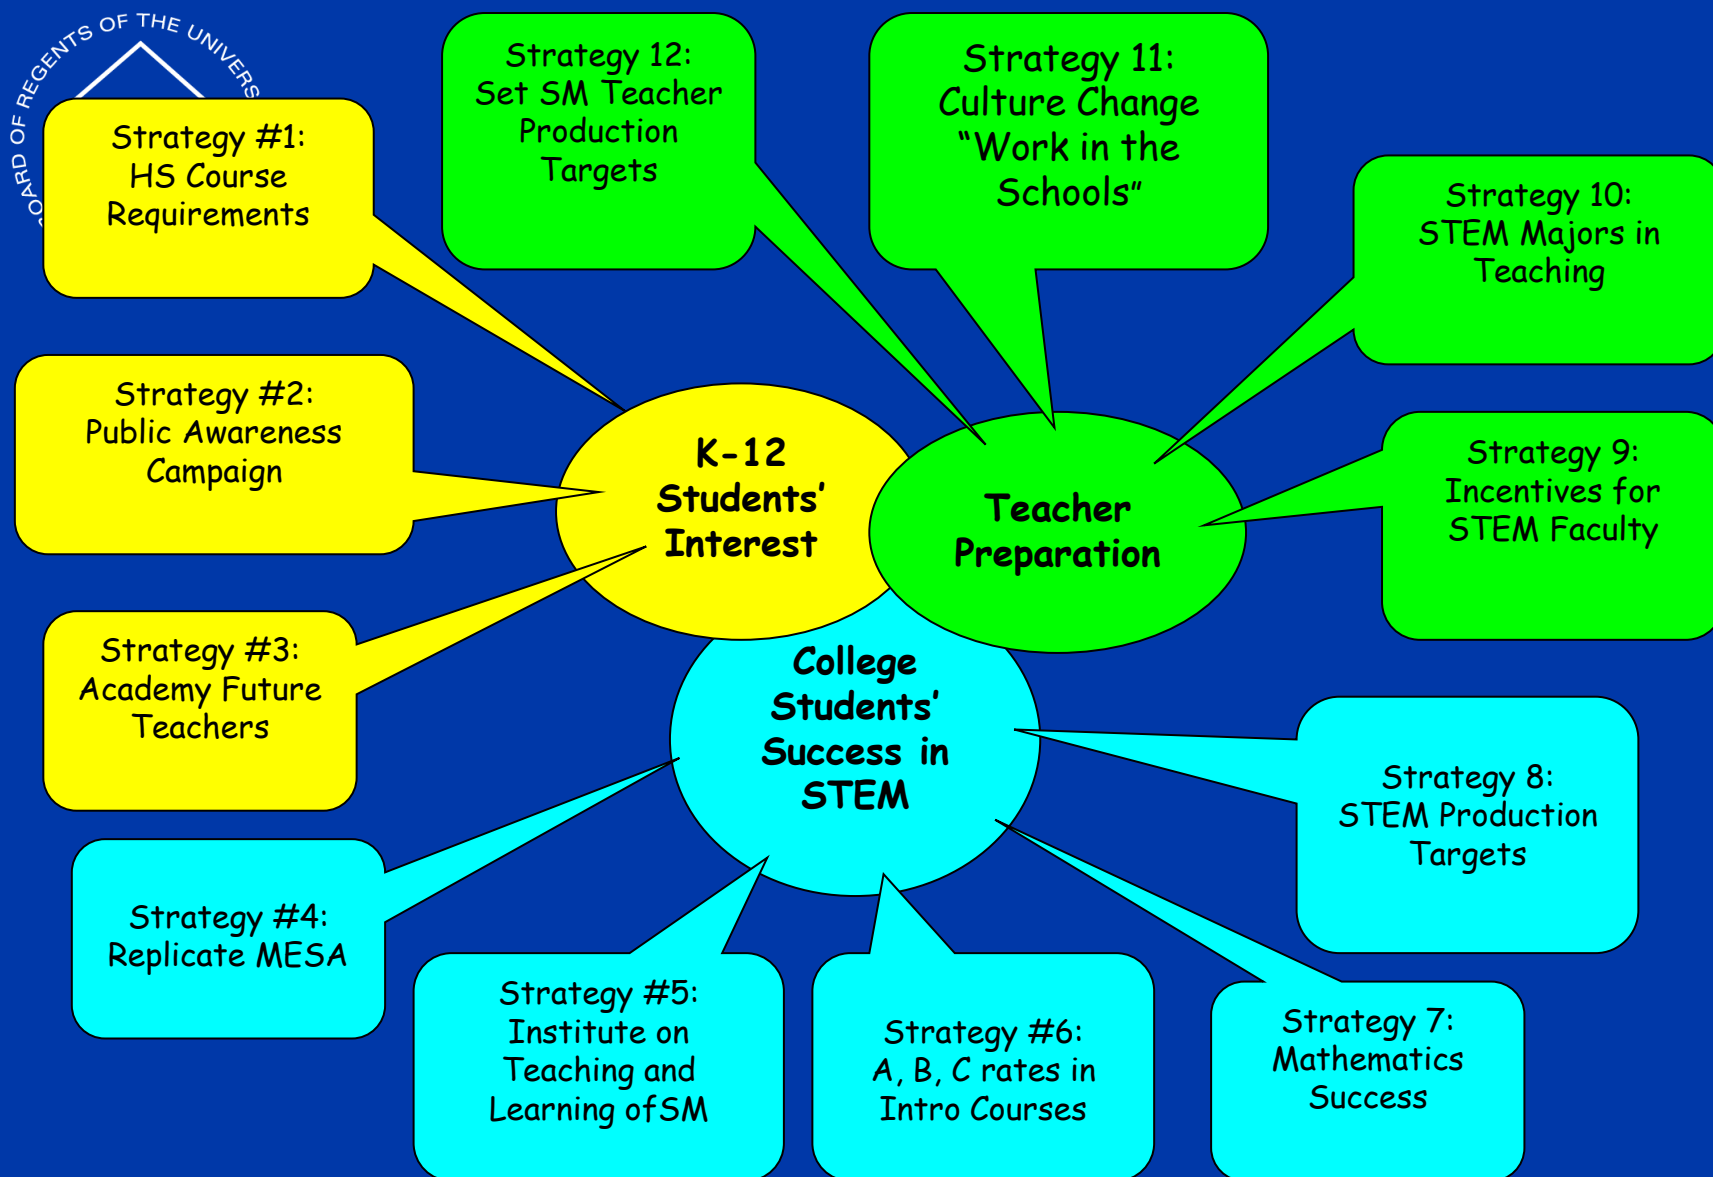 BOARD OF REGENTS OF THE
Strategy #1:
HS Course
Requirements
Strategy 12:
Set SM Teacher
Production
Targets
Strategy 11:
Culture Change
“Work in the
Schools”
Strategy 10:
STEM Majors in
Teaching
Strategy #2:
Public Awareness
Campaign
K-12
Students’
Interest
Teacher
Preparation
Strategy 9:
Incentives for
STEM Faculty
Strategy #3:
Academy Future
Teachers
College
Students’
Success in
STEM
Strategy 8:
STEM Production
Targets
Strategy #4:
Replicate MESA
Strategy #5:
Institute on
Teaching and
Learning ofSM
Strategy #6:
A, B, C rates in
Intro Courses
Strategy 7:
Mathematics
Success